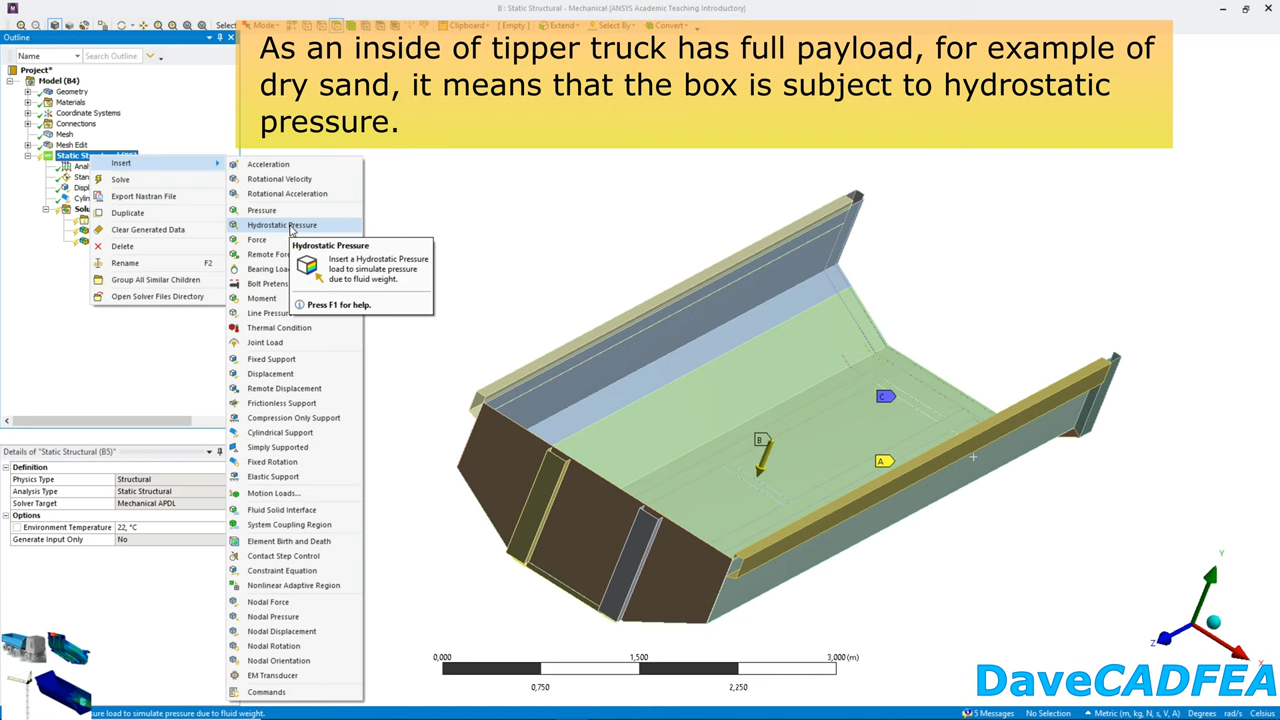 B : Static Structural - Mechanical [ANSYS Academic Teaching Introductory]
Select
Mode
Clipboard
[ Empty ]
Extend
Select By
Convert
Outline
Name
Search Outline
As an inside of tipper truck has full payload, for example of
dry sand, it means that the box is subject to hydrostatic
pressure.
Project*
Model (B4)
Geometry
Materials
Coordinate Systems
Connections
Mesh
Mesh Edit
Insert
Solve
Export Nastran File
Duplicate
Clear Generated Data
Delete
Rename F2
Group All Similar Children
Open Solver Files Directory
Acceleration
Rotational Velocity
Rotational Acceleration
Pressure
Hydrostatic Pressure
Force
Bolt Pretens
Moment
Thermal Condition
Joint Load
Fixed Support
Displacement
Remote Displacement
Frictionless Support
Compression Only Support
Cylindrical Support
Simply Supported
Fixed Rotation
Elastic Support
Motion Loads...
Fluid Solid Interface
System Coupling Region
Element Birth and Death
Contact Step Control
Constraint Equation
Nonlinear Adaptive Region
Nodal Force
Nodal Pressure
Nodal Displacement
Nodal Rotation
Nodal Orientation
EM Transducer
Commands
Hydrostatic Pressure
Insert a Hydrostatic Pressure
load to simulate pressure
due to fluid weight.
Press F1 for help.
Details of "Static Structural (B5)"
Definition
Physics Type Structural
Analysis Type Static Structural
Solver Target Mechanical APDL
Options
Environment Temperature 22, °C
Generate Input Only No
C
B
A
0,000
1,500
3,000 (m)
0,750
2,250
Y
Z
X
DaveCADFEA
5 Messages
No Selection
Metric (m, kg, N, s, V, A)
Degrees
rad/s
Celsius